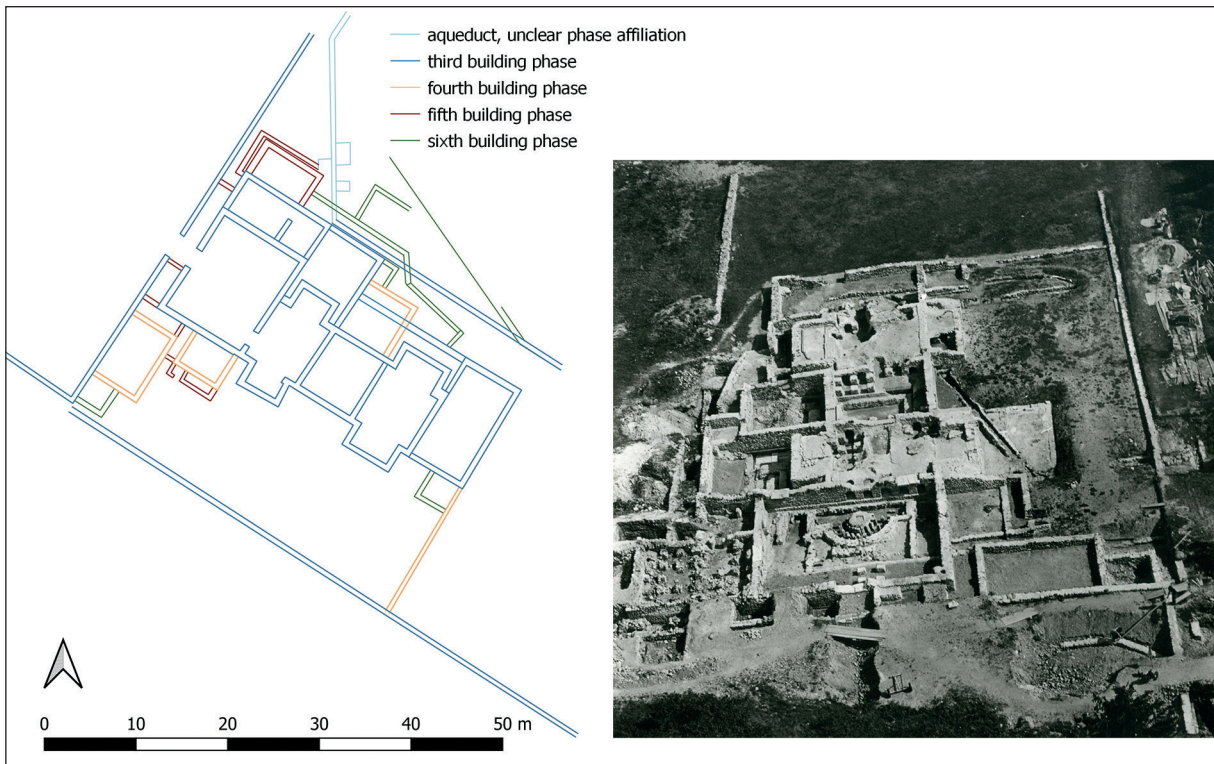 aqueduct, unclear phase affiliation
third building phase
fourth building phase
fifth building phase
sixth building phase
0 10 20 30 40 50 m